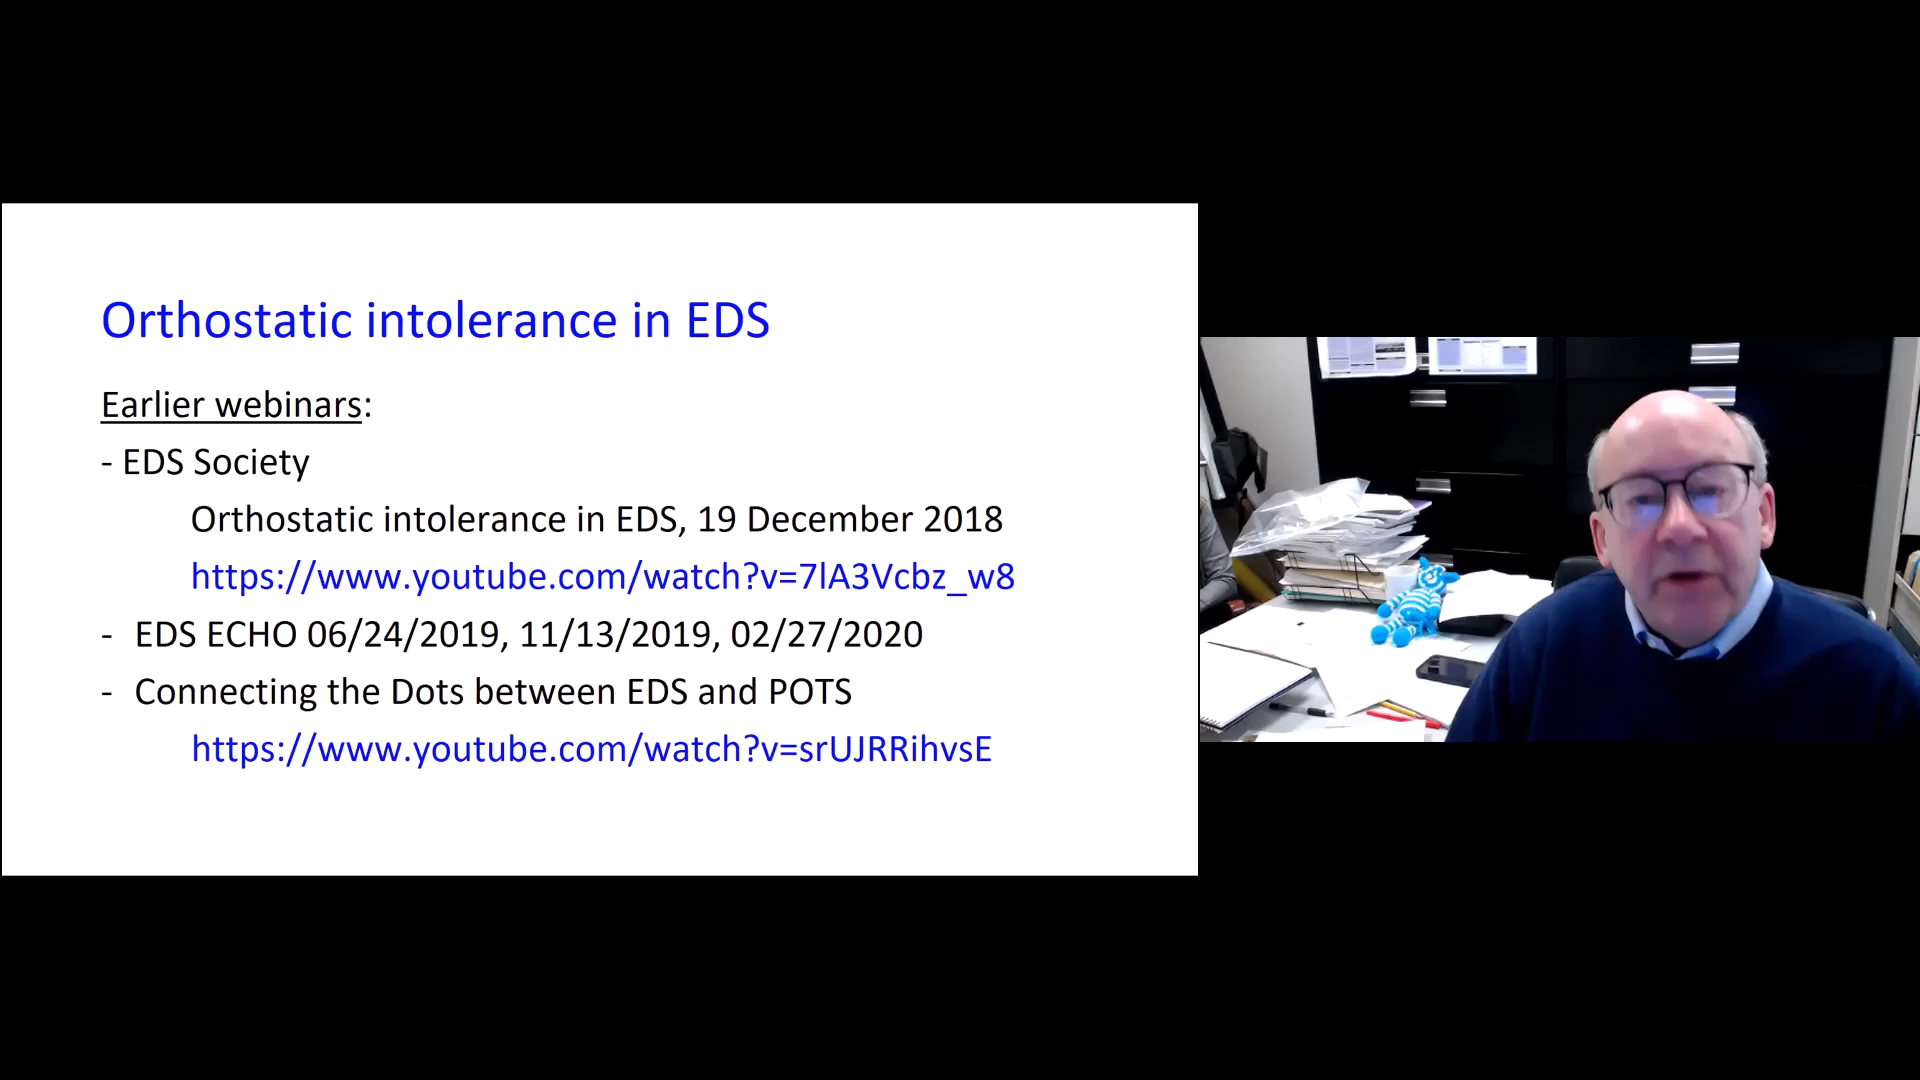 Orthostatic intolerance in EDS
Earlier webinars:
- EDS Society
Orthostatic intolerance in EDS, 19 December 2018
https://www.youtube.com/watch?v=7lA3Vcbz_w8
- EDS ECHO 06/24/2019, 11/13/2019, 02/27/2020
- Connecting the Dots between EDS and POTS
https://www.youtube.com/watch?v=srUJRRihvsE